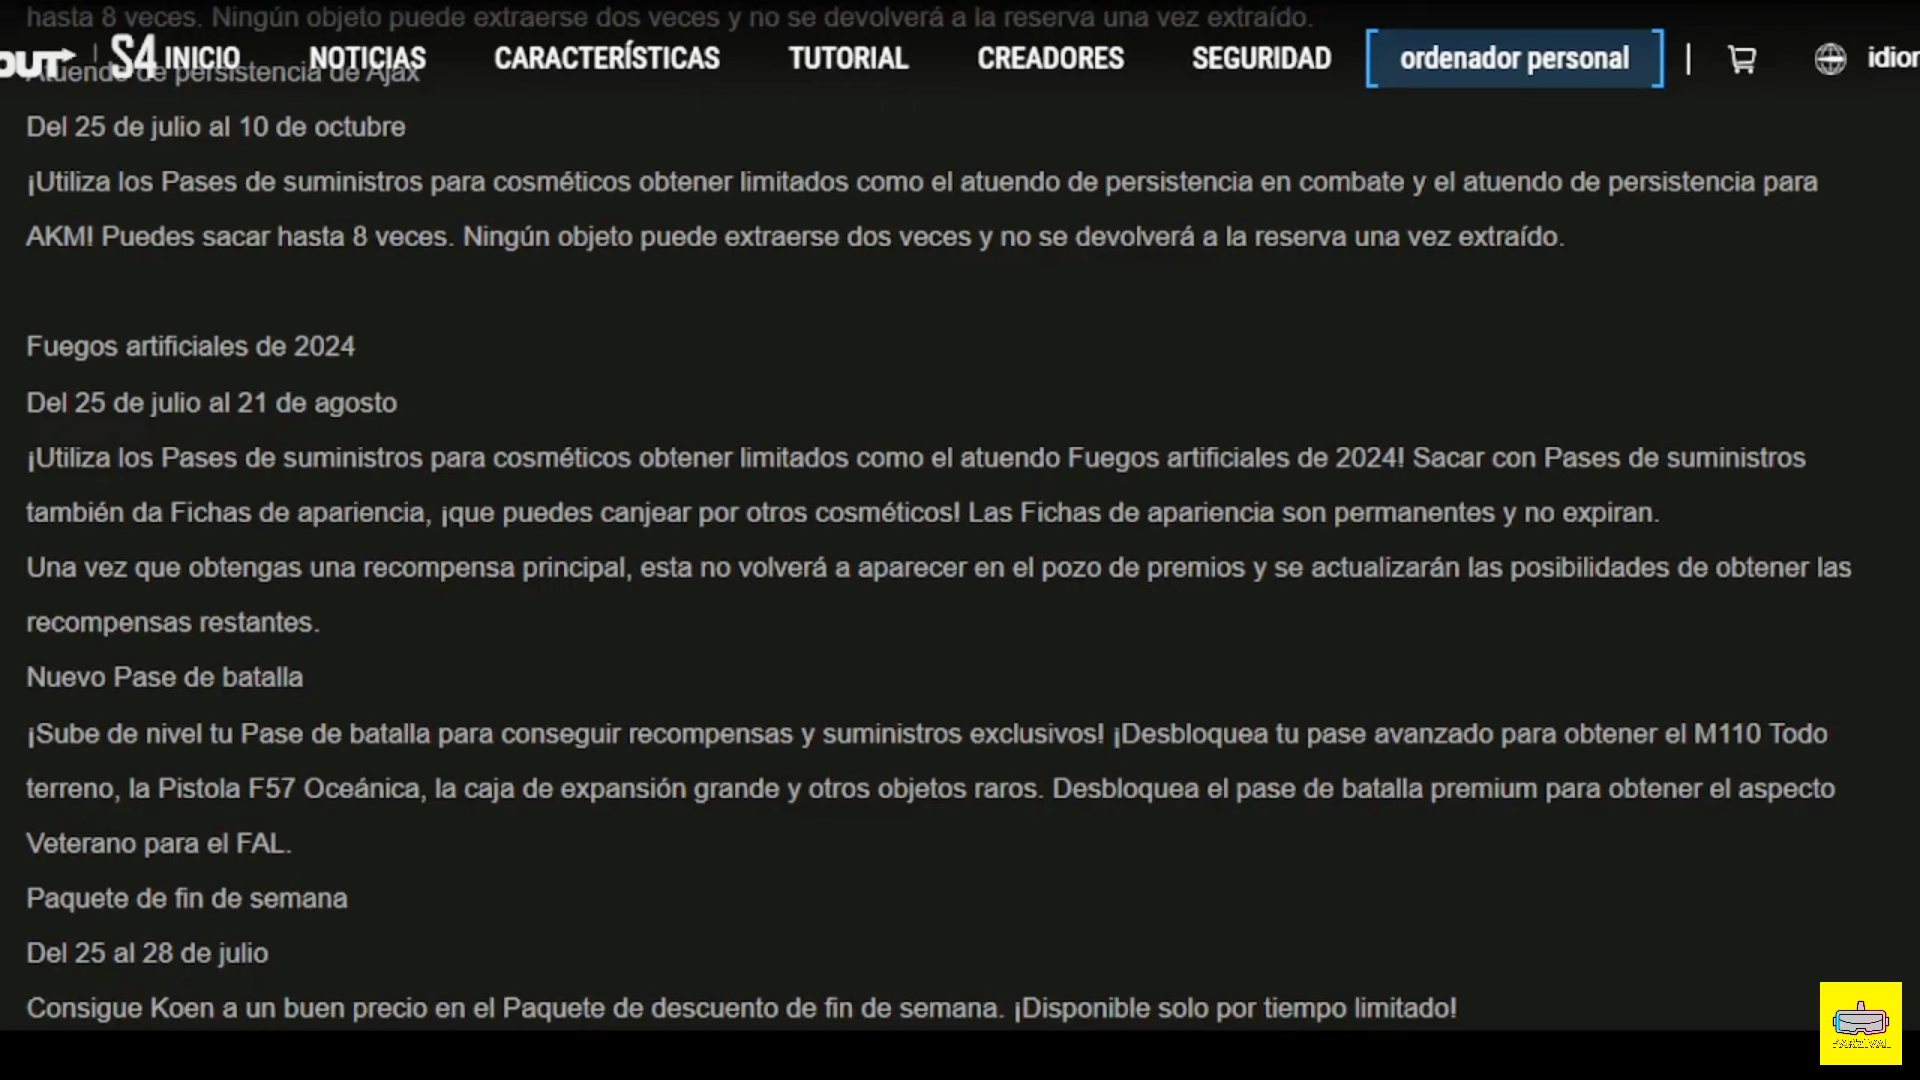 hasta 8 veces. Ningún objeto puede extraerse dos veces y no se devolverá a la reserva una vez extraído.
OUT | S4 INICIO NOTICIAS CARACTERÍSTICAS TUTORIAL CREADORES SEGURIDAD ordenador personal | idior
Atuendo de persistencia de Ajax
Del 25 de julio al 10 de octubre
¡Utiliza los Pases de suministros para cosméticos obtener limitados como el atuendo de persistencia en combate y el atuendo de persistencia para
AKM! Puedes sacar hasta 8 veces. Ningún objeto puede extraerse dos veces y no se devolverá a la reserva una vez extraído.
Fuegos artificiales de 2024
Del 25 de julio al 21 de agosto
¡Utiliza los Pases de suministros para cosméticos obtener limitados como el atuendo Fuegos artificiales de 2024! Sacar con Pases de suministros
también da Fichas de apariencia, ¡que puedes canjear por otros cosméticos! Las Fichas de apariencia son permanentes y no expiran.
Una vez que obtengas una recompensa principal, esta no volverá a aparecer en el pozo de premios y se actualizarán las posibilidades de obtener las
recompensas restantes.
Nuevo Pase de batalla
¡Sube de nivel tu Pase de batalla para conseguir recompensas y suministros exclusivos! ¡Desbloquea tu pase avanzado para obtener el M110 Todo
terreno, la Pistola F57 Oceánica, la caja de expansión grande y otros objetos raros. Desbloquea el pase de batalla premium para obtener el aspecto
Veterano para el FAL.
Paquete de fin de semana
Del 25 al 28 de julio
Consigue Koen a un buen precio en el Paquete de descuento de fin de semana. ¡Disponible solo por tiempo limitado!
PARZIVAL